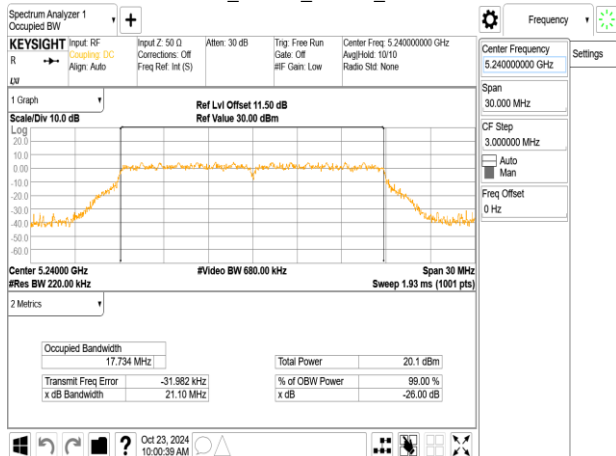 Spectrum Analyzer 1
Occupied BW
+
Frequency
KEYSIGHT
R
LXI
Input: RF
Coupling: DC
Align: Auto
Input Z: 50 Ω
Corrections: Off
Freq Ref: Int (S)
Atten: 30 dB
Trig: Free Run
Gate: Off
#IF Gain: Low
Center Freq: 5.240000000 GHz
Avg|Hold: 10/10
Radio Std: None
Center Frequency
5.240000000 GHz
Settings
Span
30.000 MHz
CF Step
3.000000 MHz
Auto
Man
Freq Offset
0 Hz
1 Graph
Scale/Div 10.0 dB
Ref Lvl Offset 11.50 dB
Ref Value 30.00 dBm
Log
20.0
10.0
0.00
-10.0
-20.0
-30.0
-40.0
-50.0
-60.0
Center 5.24000 GHz
#Video BW 680.00 kHz
Span 30 MHz
#Res BW 220.00 kHz
Sweep 1.93 ms (1001 pts)
2 Metrics
Occupied Bandwidth
17.734 MHz
Total Power 20.1 dBm
Transmit Freq Error -31.982 kHz
% of OBW Power 99.00 %
x dB Bandwidth 21.10 MHz
x dB -26.00 dB
?
Oct 23, 2024
10:00:39 AM